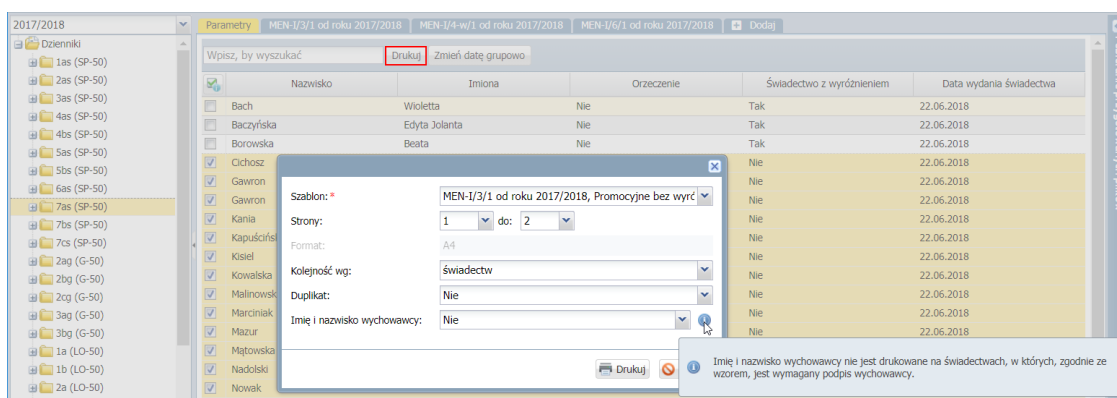 2017/2018
Dzienniki
1as (SP-50)
2as (SP-50)
3as (SP-50)
4as (SP-50)
4bs (SP-50)
5as (SP-50)
5bs (SP-50)
6as (SP-50)
7as (SP-50)
7bs (SP-50)
7cs (SP-50)
2ag (G-50)
2bg (G-50)
2cg (G-50)
3ag (G-50)
3bg (G-50)
1a (LO-50)
1b (LO-50)
2a (LO-50)
Parametry MEN-I/3/1 od roku 2017/2018 MEN-I/4-w/1 od roku 2017/2018 MEN-I/6/1 od roku 2017/2018 Dodaj
Wpisz, by wyszukać Drukuj Zmień datę grupowo
Nazwisko Imiona Orzeczenie Świadectwo z wyróżnieniem Data wydania świadectwa
Bach Wioletta Nie Tak 22.06.2018
Baczyńska Edyta Jolanta Nie Tak 22.06.2018
Borowska Beata Nie Tak 22.06.2018
Cichosz Nie 22.06.2018
Gawron Nie 22.06.2018
Gawron Nie 22.06.2018
Kania Nie 22.06.2018
Kapuścińs Nie 22.06.2018
Kisiel Nie 22.06.2018
Kowalska Nie 22.06.2018
Malinowsk Nie 22.06.2018
Marciniak Nie 22.06.2018
Mazur Nie 22.06.2018
Mątowska
Nadolski
Nowak
Szablon: * MEN-I/3/1 od roku 2017/2018, Promocyjne bez wyróż
Strony: 1 do: 2
Format: A4
Kolejność wg: świadectw
Duplikat: Nie
Imię i nazwisko wychowawcy: Nie
Drukuj
Imię i nazwisko wychowawcy nie jest drukowane na świadectwach, w których, zgodnie ze
wzorem, jest wymagany podpis wychowawcy.